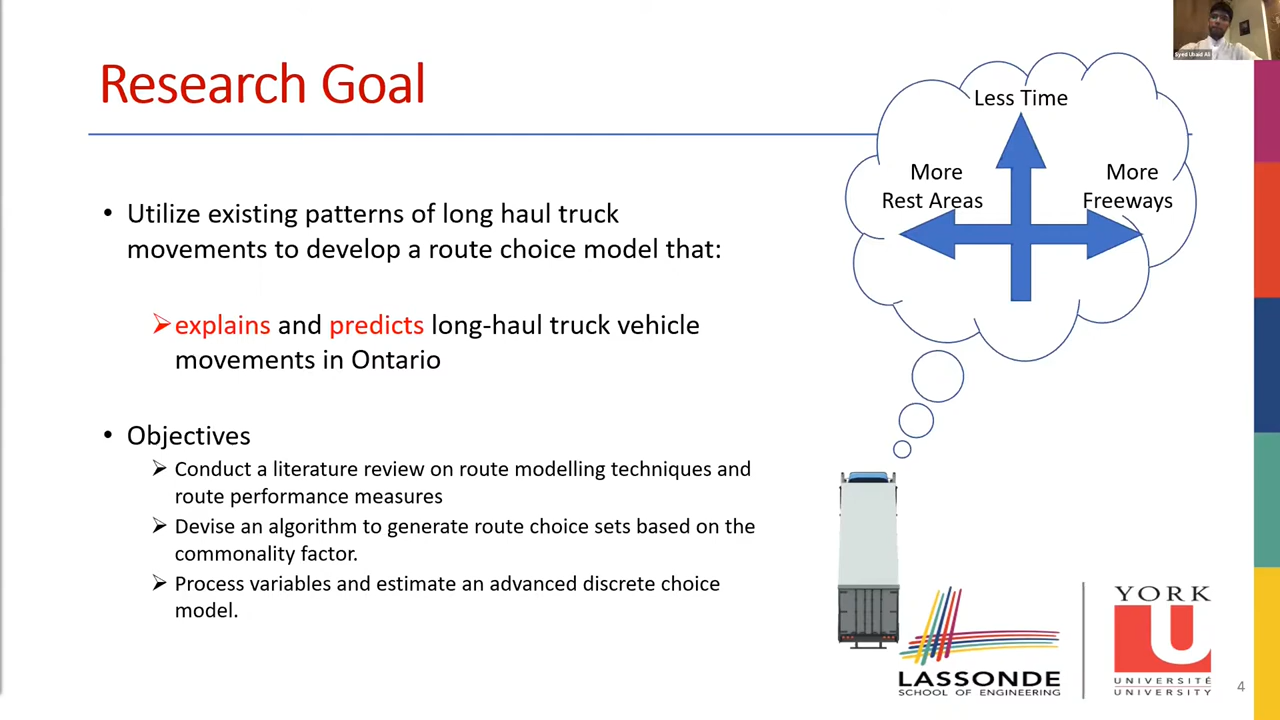 Research Goal
• Utilize existing patterns of long haul truck
movements to develop a route choice model that:
➢explains and predicts long-haul truck vehicle
movements in Ontario
• Objectives
➢ Conduct a literature review on route modelling techniques and
route performance measures
➢ Devise an algorithm to generate route choice sets based on the
commonality factor.
➢ Process variables and estimate an advanced discrete choice
model.
Less Time
More
Rest Areas
More
Freeways
Syed Ubaid Ali
LASSONDE
SCHOOL OF ENGINEERING
YORK
U
UNIVERSITÉ
UNIVERSITY
4